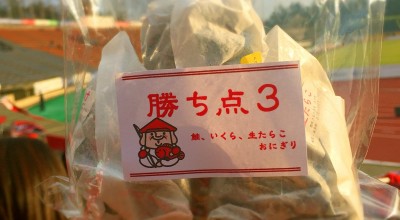 勝ち点3
鮭、いくら、生たらこ
おにぎり